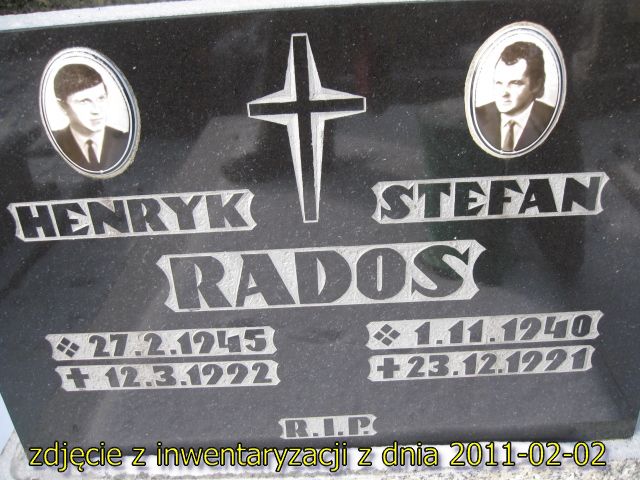 HENRYK STEFAN
RADOS
❖ 27.2.1945 ❖ 1.11.1940
✝ 12.3.1992 ✝ 23.12.1991
R.I.P.
zdjęcie z inwentaryzacji z dnia 2011-02-02